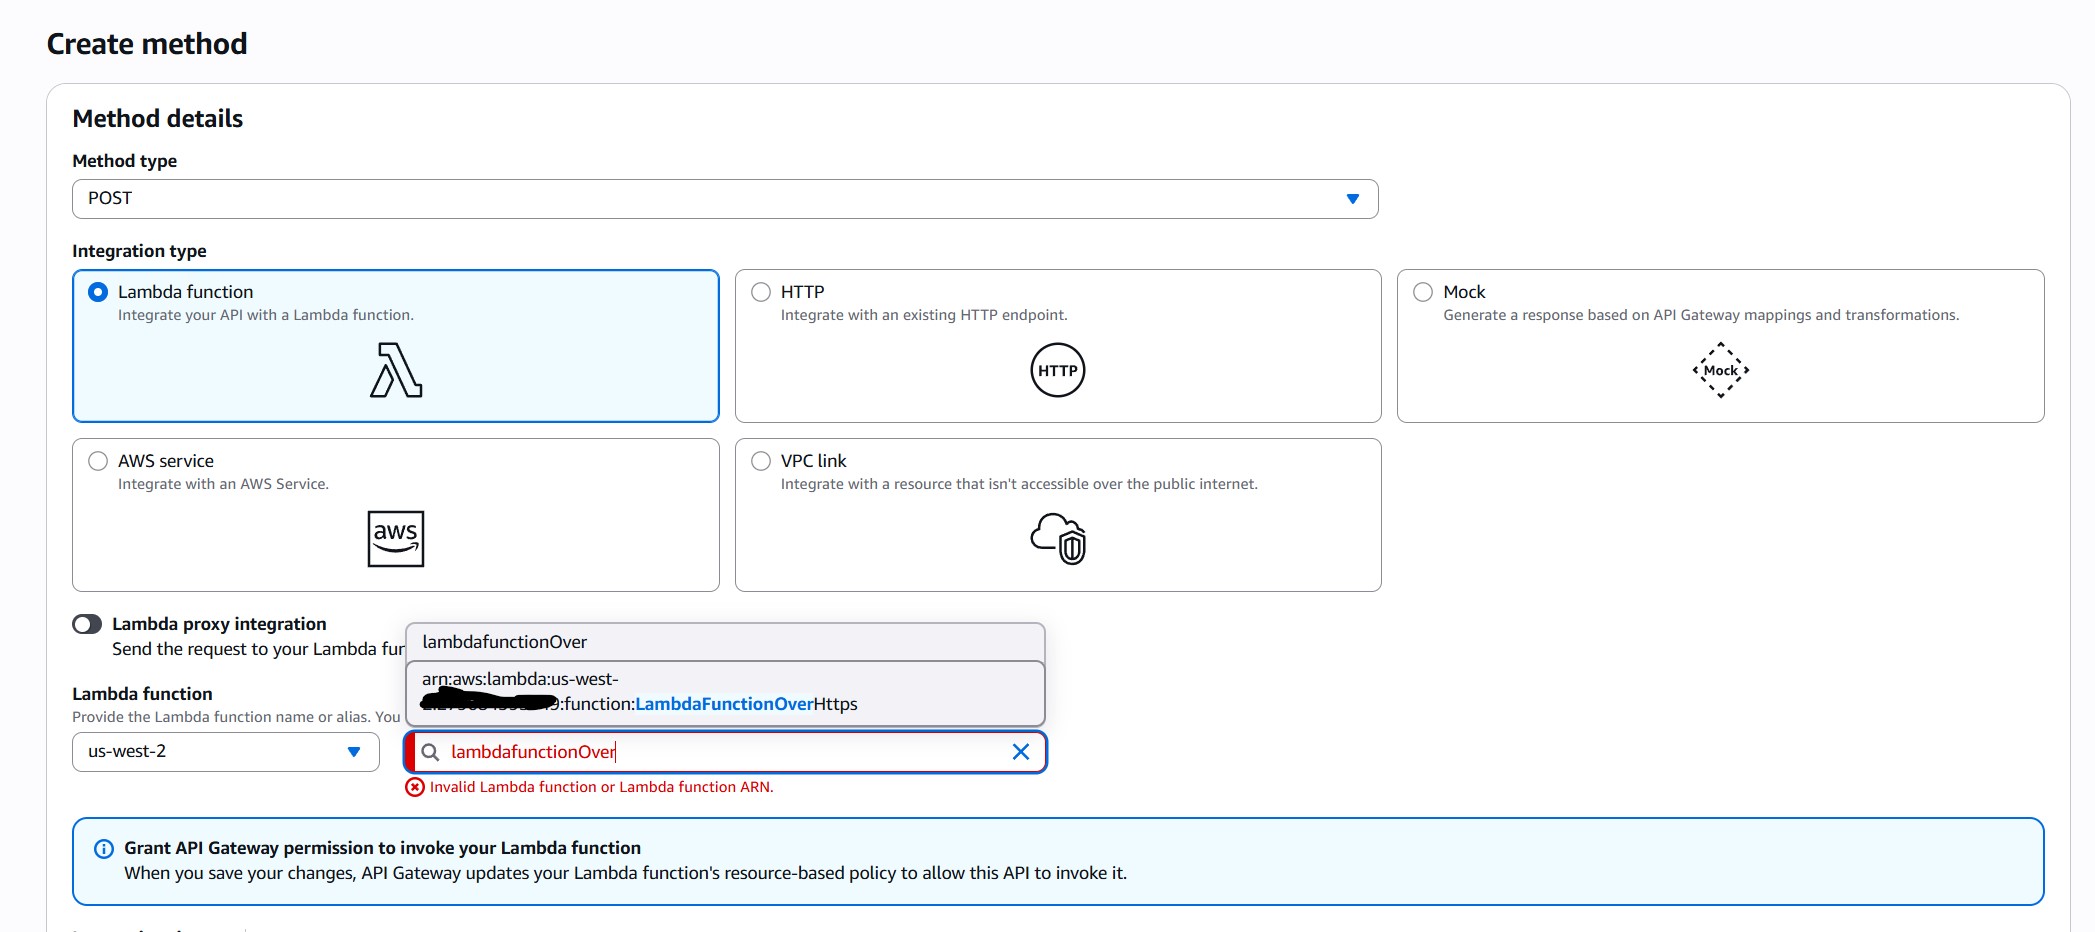 Create method
Method details
Method type
POST
Integration type
Lambda function
Integrate your API with a Lambda function.
HTTP
Integrate with an existing HTTP endpoint.
HTTP
Mock
Generate a response based on API Gateway mappings and transformations.
Mock
AWS service
Integrate with an AWS Service.
aws
VPC link
Integrate with a resource that isn't accessible over the public internet.
Lambda proxy integration
Send the request to your Lambda fun
lambdafunctionOver
arn:aws:lambda:us-west-
:function:LambdaFunctionOverHttps
Lambda function
Provide the Lambda function name or alias. You
us-west-2
lambdafunctionOver
Invalid Lambda function or Lambda function ARN.
Grant API Gateway permission to invoke your Lambda function
When you save your changes, API Gateway updates your Lambda function's resource-based policy to allow this API to invoke it.